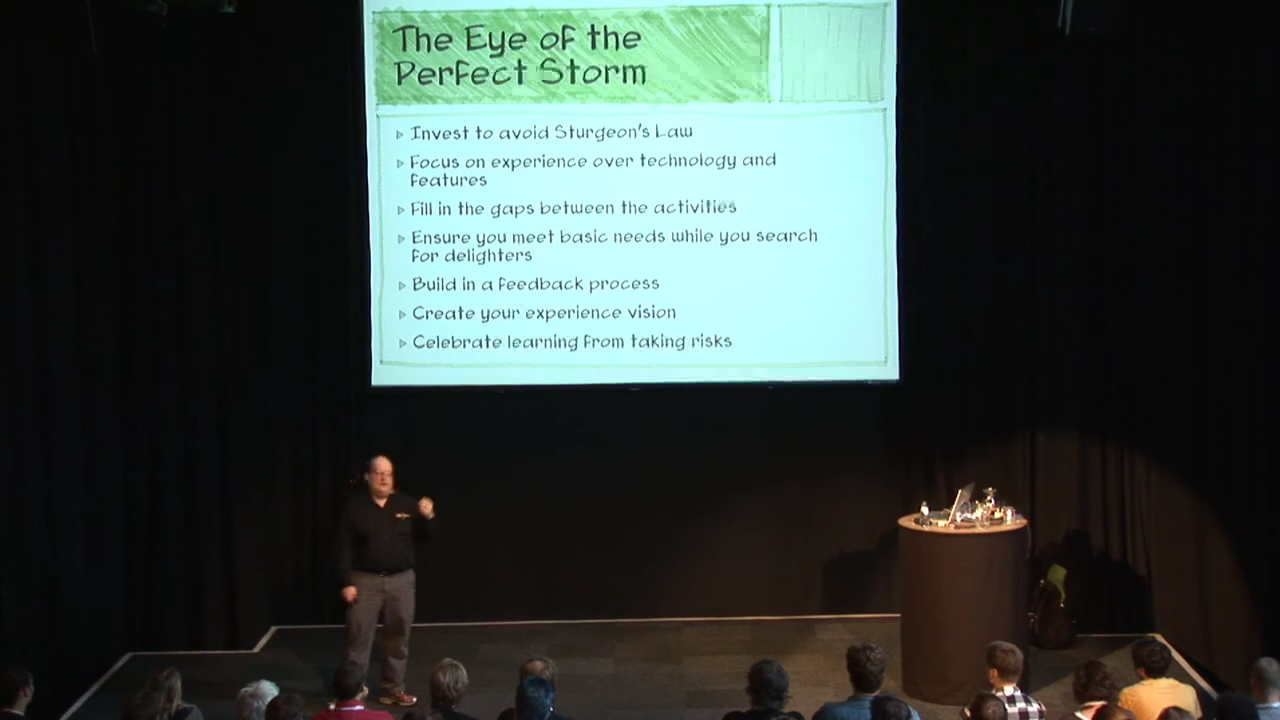 The Eye of the
Perfect Storm
▹ Invest to avoid Sturgeon's Law
▹ Focus on experience over technology and
features
▹ Fill in the gaps between the activities
▹ Ensure you meet basic needs while you search
for delighters
▹ Build in a feedback process
▹ Create your experience vision
▹ Celebrate learning from taking risks